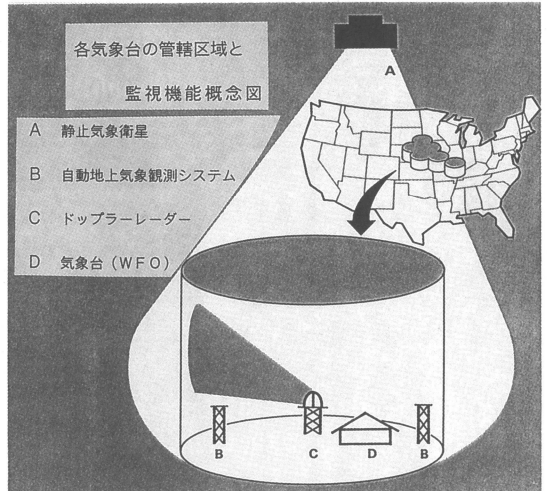 各気象台の管轄区域と
監視機能概念図
A 静止気象衛星
B 自動地上気象観測システム
C ドップラーレーダー
D 気象台(WFO)
A
B C D B